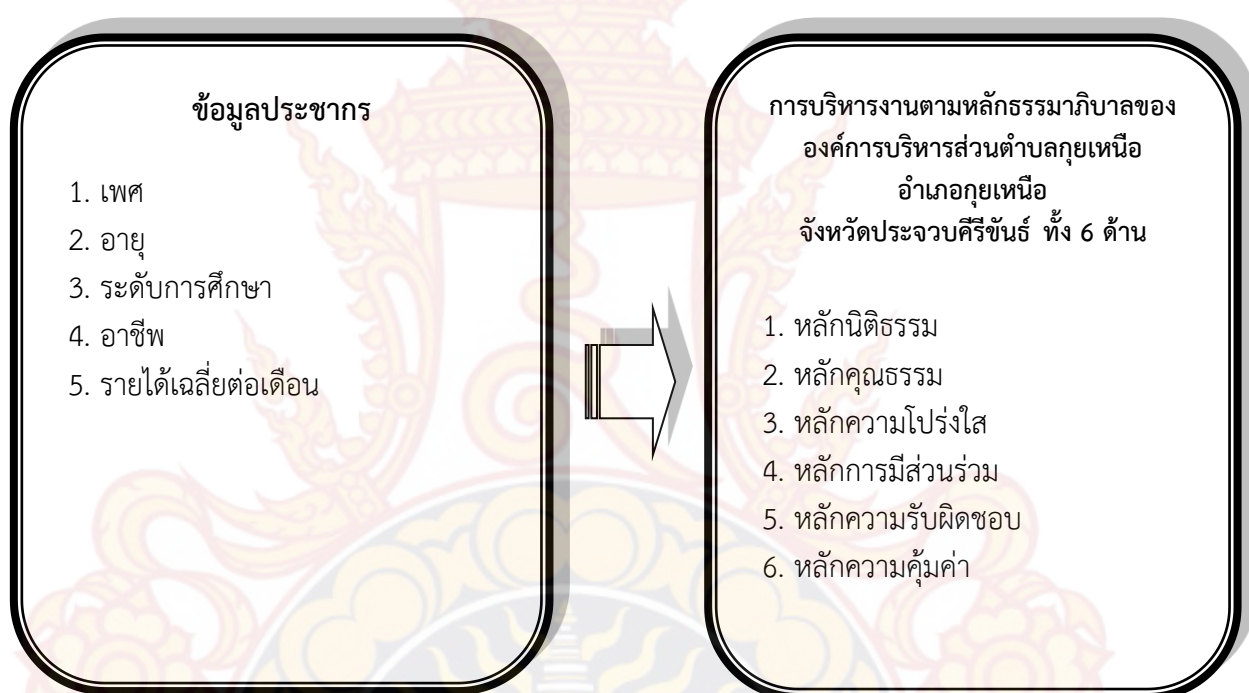 ข้อมูลประชากร
1. เพศ
2. อายุ
3. ระดับการศึกษา
4. อาชีพ
5. รายได้เฉลี่ยต่อเดือน
การบริหารงานตามหลักธรรมาภิบาลของ
องค์การบริหารส่วนตำบลกุยเหนือ
อำเภอกุยเหนือ
จังหวัดประจวบคีรีขันธ์ ทั้ง 6 ด้าน
1. หลักนิติธรรม
2. หลักคุณธรรม
3. หลักความโปร่งใส
4. หลักการมีส่วนร่วม
5. หลักความรับผิดชอบ
6. หลักความคุ้มค่า